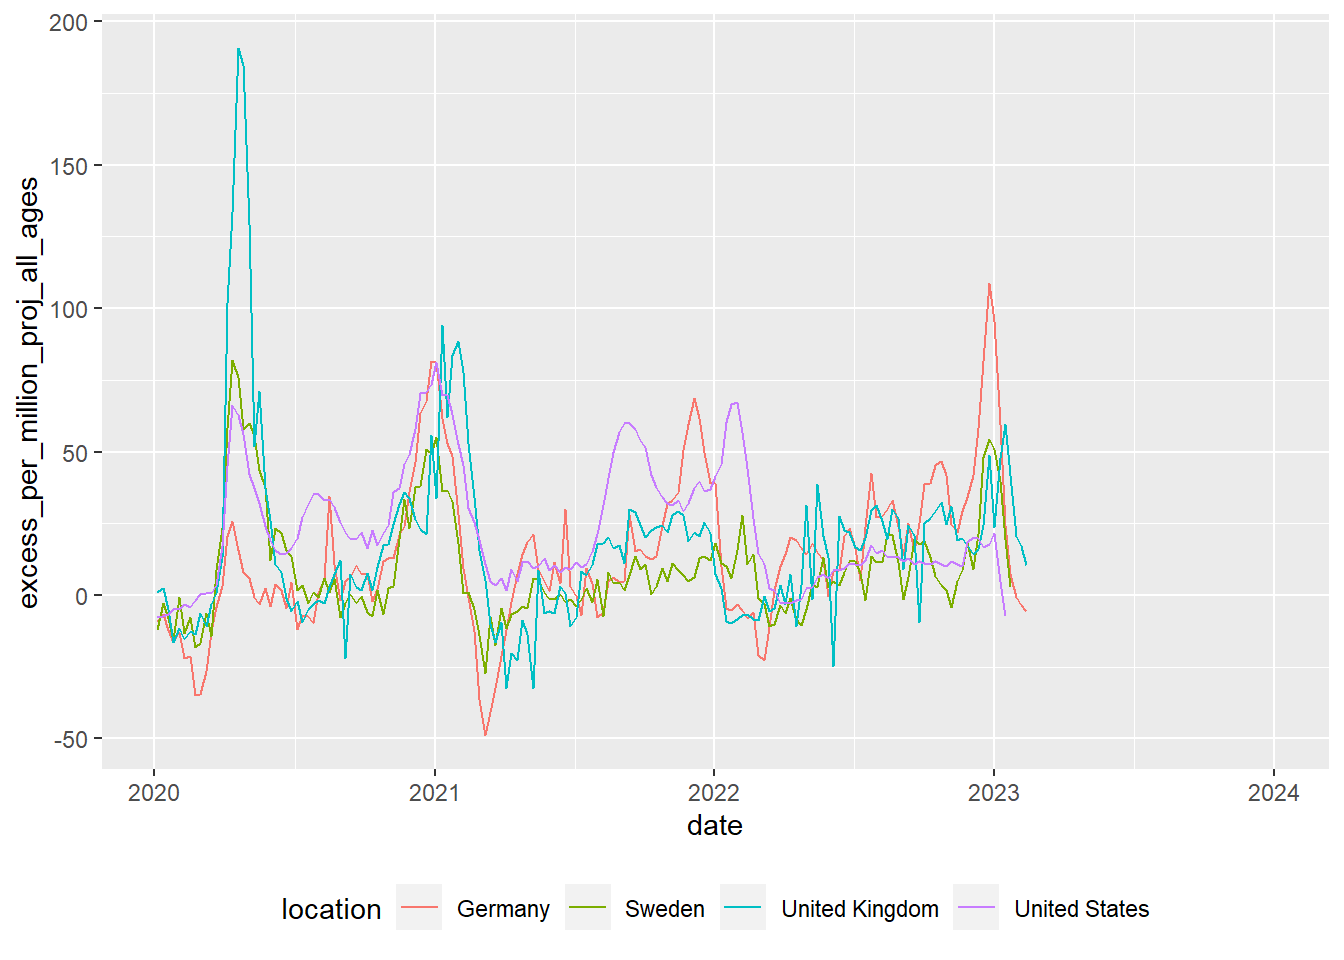 excess_per_million_proj_all_ages
200
150
100
50
0
-50
2020 2021 2022 2023 2024
date
location Germany Sweden United Kingdom United States